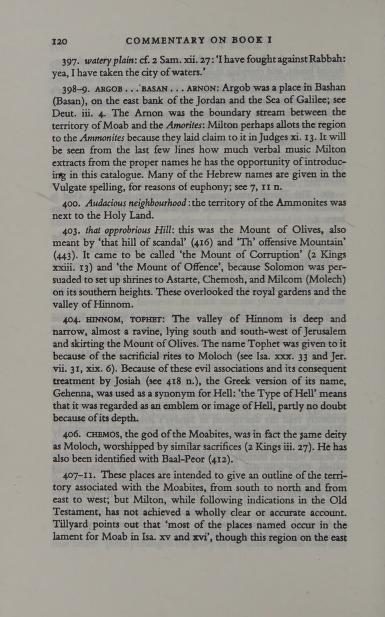 120 COMMENTARY ON BOOK I
397. watery plain: cf. 2 Sam. xii. 27: 'I have fought against Rabbah:
yea, I have taken the city of waters.'
398–9. ARGOB . . . BASAN . . . ARNON: Argob was a place in Bashan
(Basan), on the east bank of the Jordan and the Sea of Galilee; see
Deut. iii. 4. The Arnon was the boundary stream between the
territory of Moab and the Amorites: Milton perhaps allots the region
to the Ammonites because they laid claim to it in Judges xi. 13. It will
be seen from the last few lines how much verbal music Milton
extracts from the proper names he has the opportunity of introduc-
ing in this catalogue. Many of the Hebrew names are given in the
Vulgate spelling, for reasons of euphony; see 7, 11 n.
400. Audacious neighbourhood: the territory of the Ammonites was
next to the Holy Land.
403. that opprobrious Hill: this was the Mount of Olives, also
meant by 'that hill of scandal' (416) and 'Th' offensive Mountain'
(443). It came to be called 'the Mount of Corruption' (2 Kings
xxiii. 13) and 'the Mount of Offence', because Solomon was per-
suaded to set up shrines to Astarte, Chemosh, and Milcom (Molech)
on its southern heights. These overlooked the royal gardens and the
valley of Hinnom.
404. HINNOM, TOPHET: The valley of Hinnom is deep and
narrow, almost a ravine, lying south and south-west of Jerusalem
and skirting the Mount of Olives. The name Tophet was given to it
because of the sacrificial rites to Moloch (see Isa. xxx. 33 and Jer.
vii. 31, xix. 6). Because of these evil associations and its consequent
treatment by Josiah (see 418 n.), the Greek version of its name,
Gehenna, was used as a synonym for Hell: 'the Type of Hell' means
that it was regarded as an emblem or image of Hell, partly no doubt
because of its depth.
406. CHEMOS, the god of the Moabites, was in fact the same deity
as Moloch, worshipped by similar sacrifices (2 Kings iii. 27). He has
also been identified with Baal-Peor (412).
407–11. These places are intended to give an outline of the terri-
tory associated with the Moabites, from south to north and from
east to west; but Milton, while following indications in the Old
Testament, has not achieved a wholly clear or accurate account.
Tillyard points out that 'most of the places named occur in the
lament for Moab in Isa. xv and xvi', though this region on the east